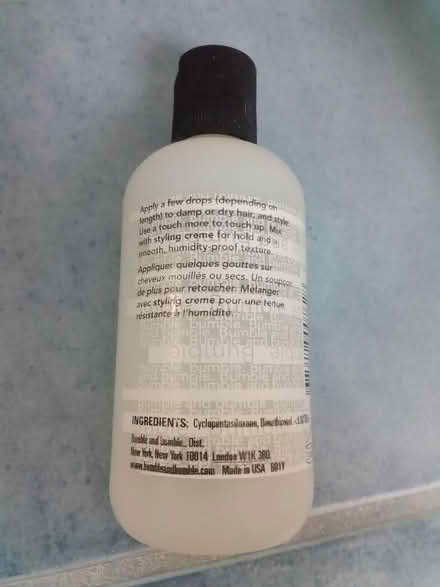 Apply a few drops (depending on
length) to damp or dry hair, and style.
Use a touch more to touch up. Mix
with styling creme for hold and a
smooth, humidity-proof texture.
Appliquer quelques gouttes sur
cheveux mouillés ou secs. Un soupçon
de plus pour retoucher. Mélanger
avec styling creme pour une tenue
résistante à l'humidité.
INGREDIENTS: Cyclopentasiloxane, Dimethiconol,
Bumble and bumble., Dist.
New York, New York 10014 London W1K 3BQ.
www.bumbleandbumble.com Made in USA